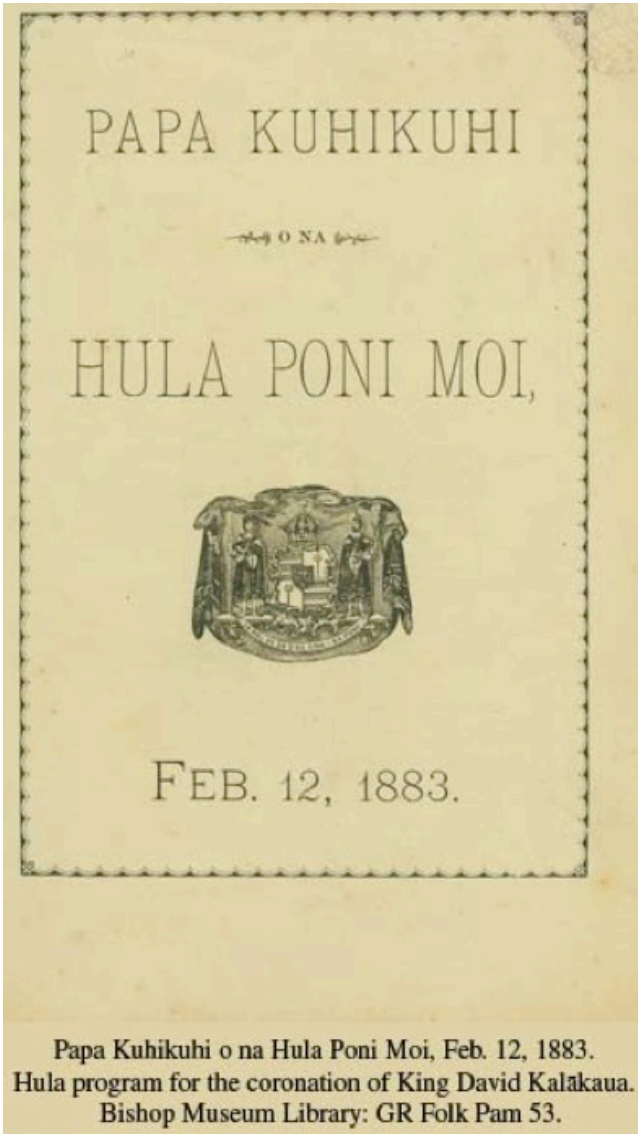 PAPA KUHIKUHI
O NA
HULA PONI MOI,
FEB. 12, 1883.
Papa Kuhikuhi o na Hula Poni Moi, Feb. 12, 1883.
Hula program for the coronation of King David Kalākaua.
Bishop Museum Library: GR Folk Pam 53.